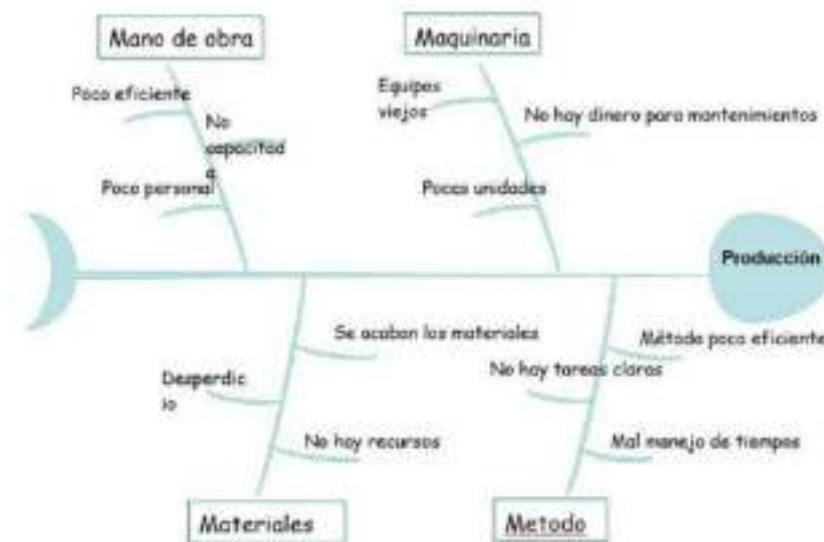 Mano de obra
Maquinaria
Poco eficiente
No
capacitad
a
Poco personal
Equipos
viejos
No hay dinero para mantenimientos
Pocas unidades
Producción
Se acaban los materiales
Desperdic
io
No hay recursos
Método poco eficiente
No hay tareas claras
Mal manejo de tiempos
Materiales
Metodo